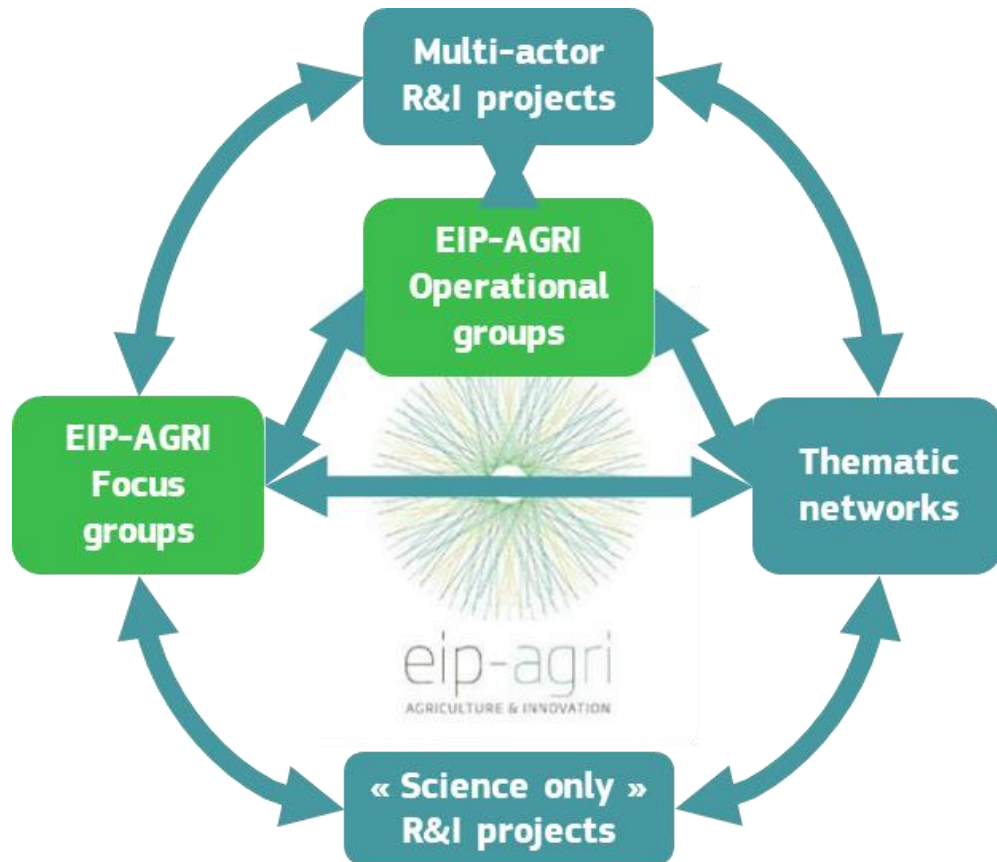 Multi-actor
R&I projects
EIP-AGRI
Operational
groups
EIP-AGRI
Focus
groups
Thematic
networks
eip-agri
AGRICULTURE & INNOVATION
« Science only »
R&I projects